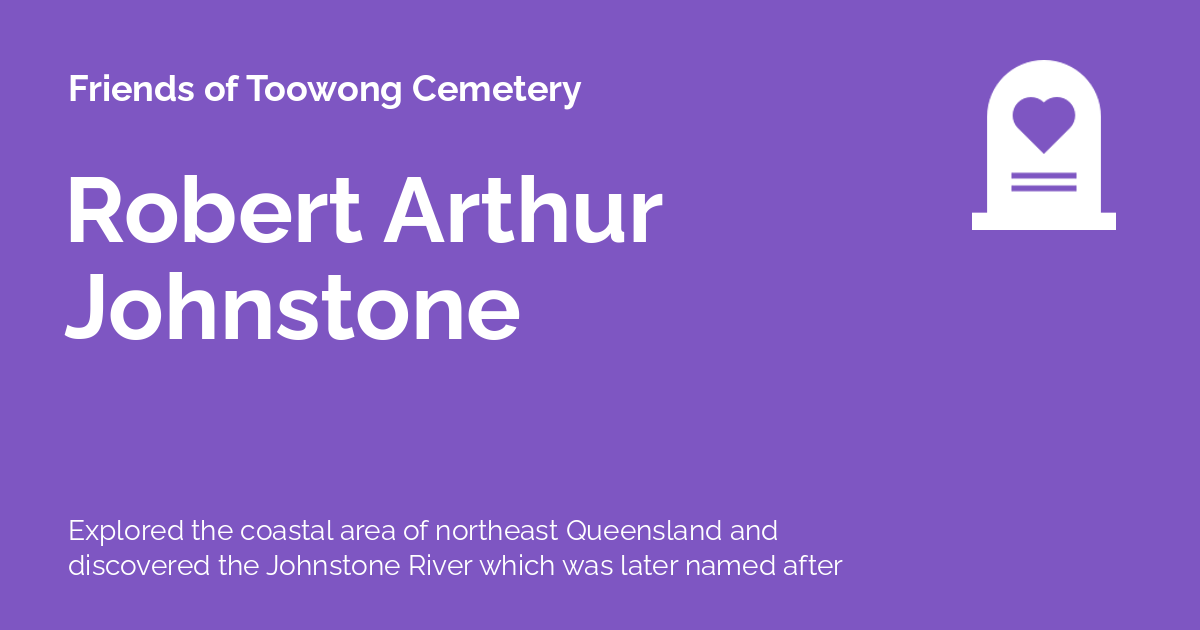 Friends of Toowong Cemetery
Robert Arthur
Johnstone
Explored the coastal area of northeast Queensland and
discovered the Johnstone River which was later named after